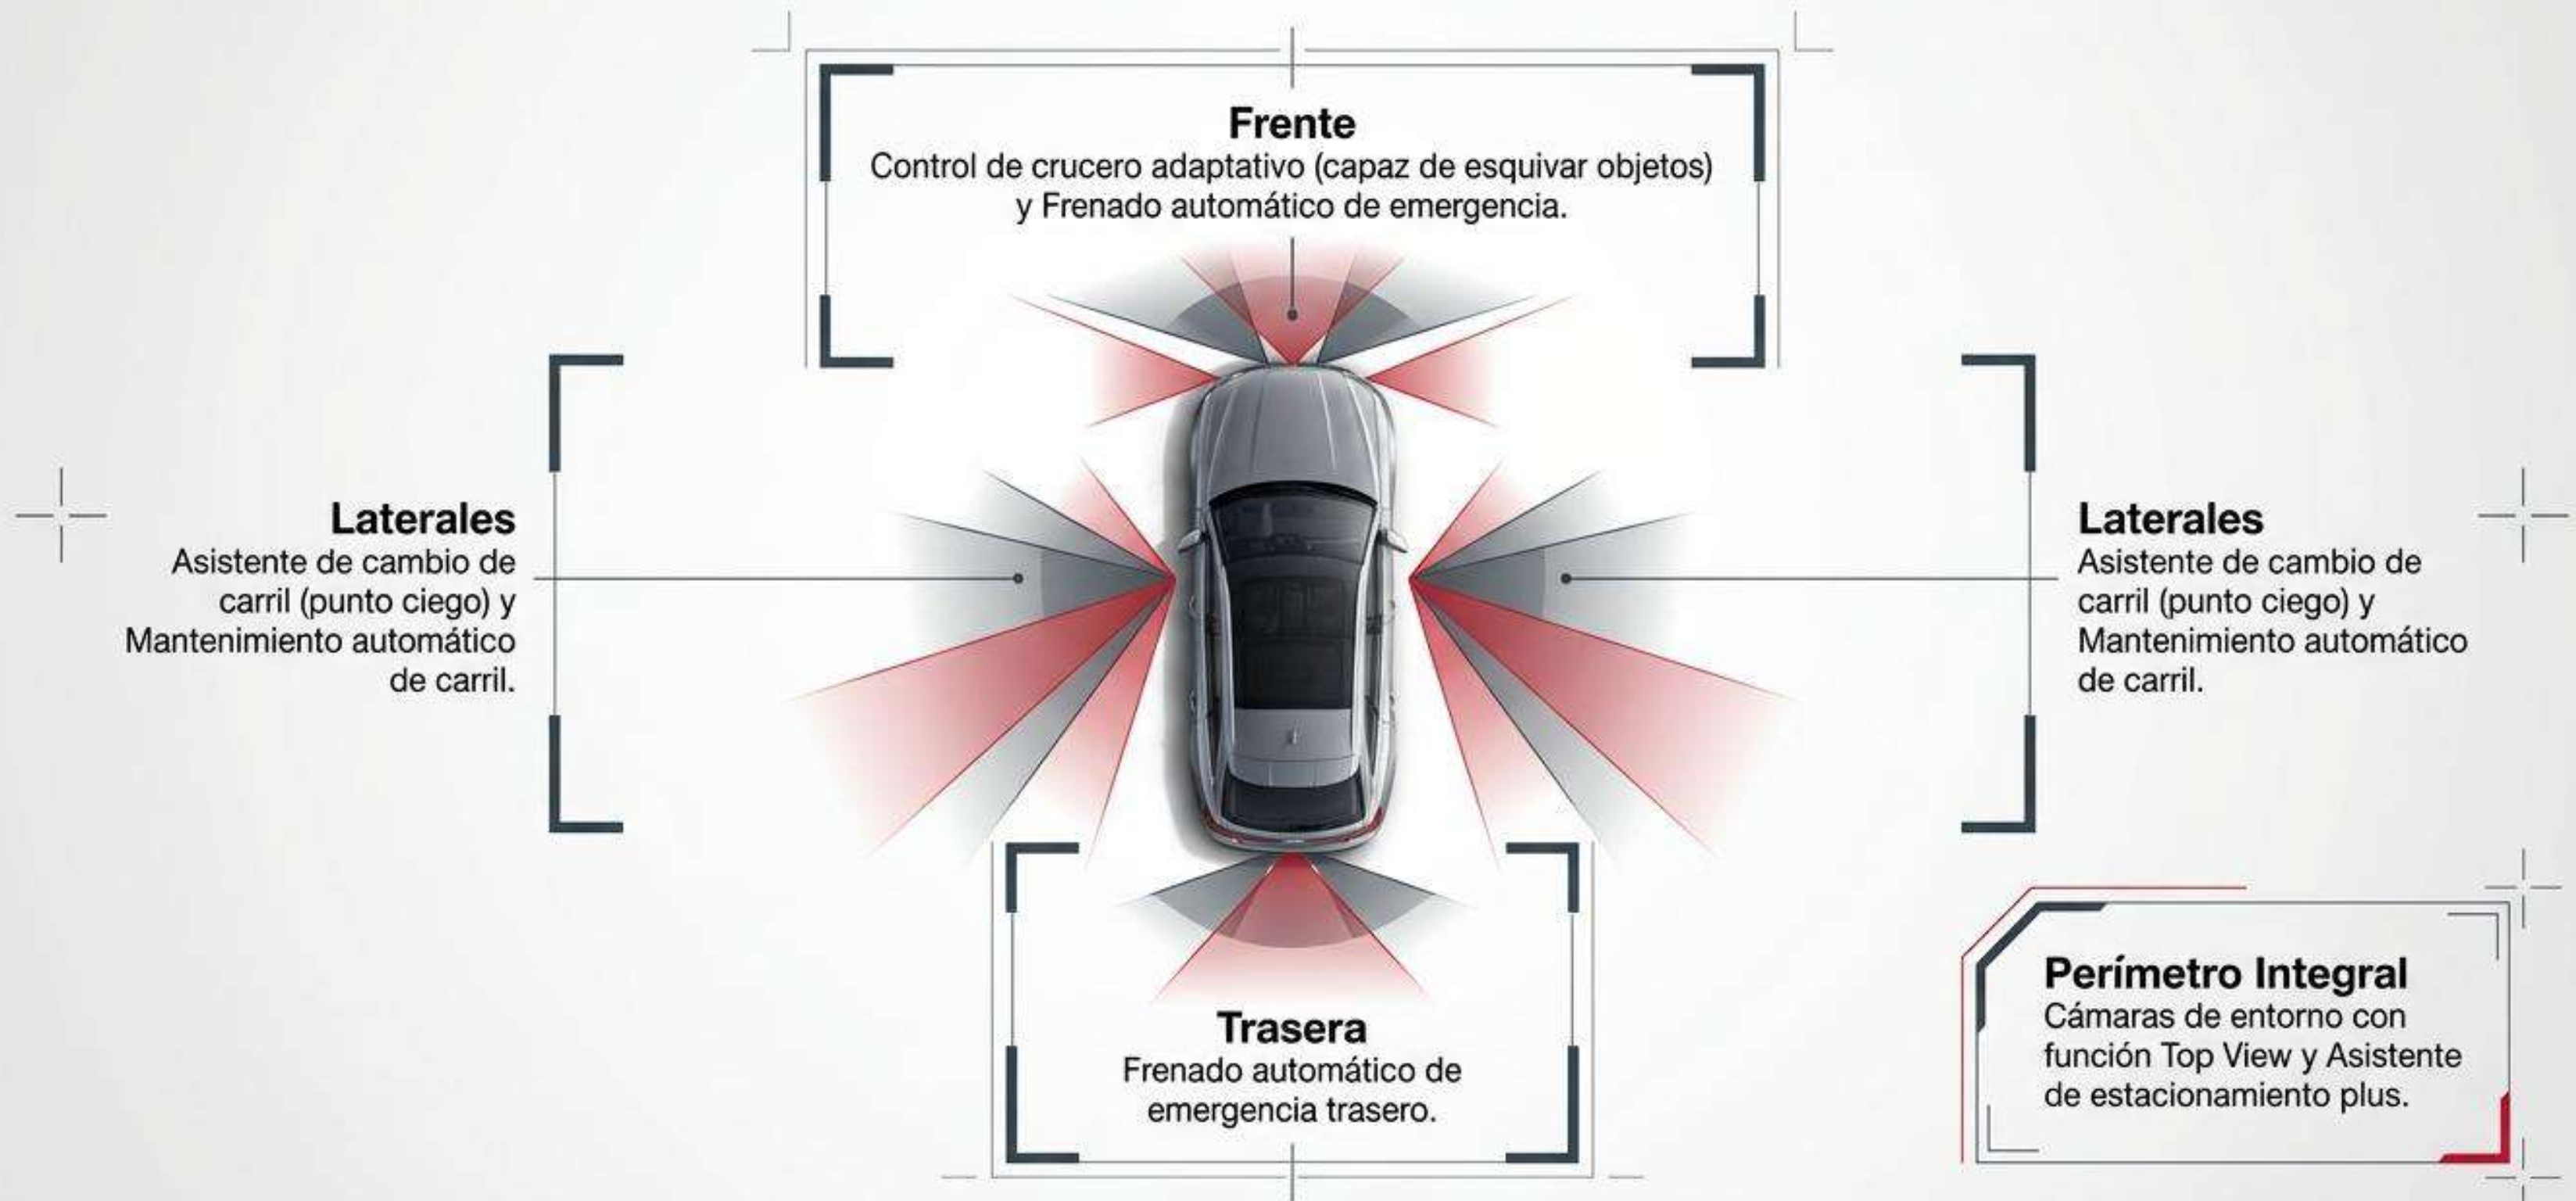 Frente
Control de crucero adaptativo (capaz de esquivar objetos)
y Frenado automático de emergencia.
Laterales
Asistente de cambio de
carril (punto ciego) y
Mantenimiento automático
de carril.
Laterales
Asistente de cambio de
carril (punto ciego) y
Mantenimiento automático
de carril.
Trasera
Frenado automático de
emergencia trasero.
Perímetro Integral
Cámaras de entorno con
función Top View y Asistente
de estacionamiento plus.